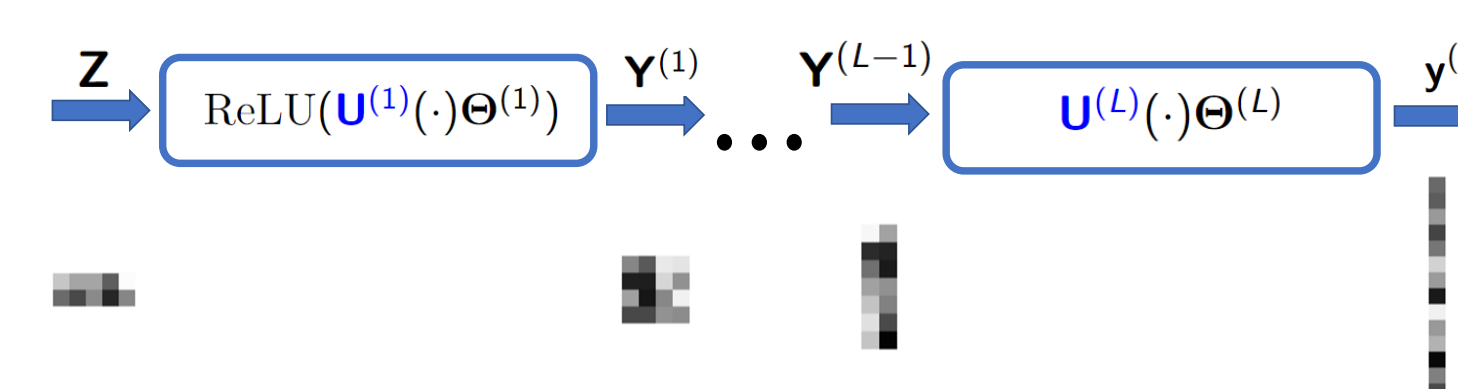 Z
ReLU(U^(1)(·)Θ^(1))
Y^(1)
...
Y^(L−1)
U^(L)(·)Θ^(L)
y^(